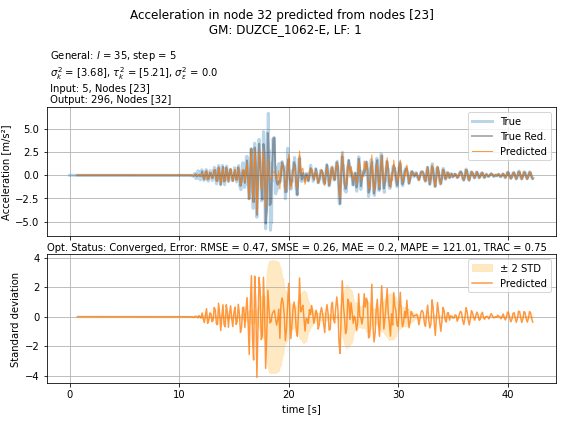 Acceleration in node 32 predicted from nodes [23]
GM: DUZCE_1062-E, LF: 1
General: l = 35, step = 5
σ²ₖ = [3.68], τ²ₖ = [5.21], σ²ε = 0.0
Input: 5, Nodes [23]
Output: 296, Nodes [32]
Acceleration [m/s²]
5.0
2.5
0.0
−2.5
−5.0
True
True Red.
Predicted
Opt. Status: Converged, Error: RMSE = 0.47, SMSE = 0.26, MAE = 0.2, MAPE = 121.01, TRAC = 0.75
Standard deviation
4
2
0
−2
−4
± 2 STD
Predicted
0 10 20 30 40
time [s]